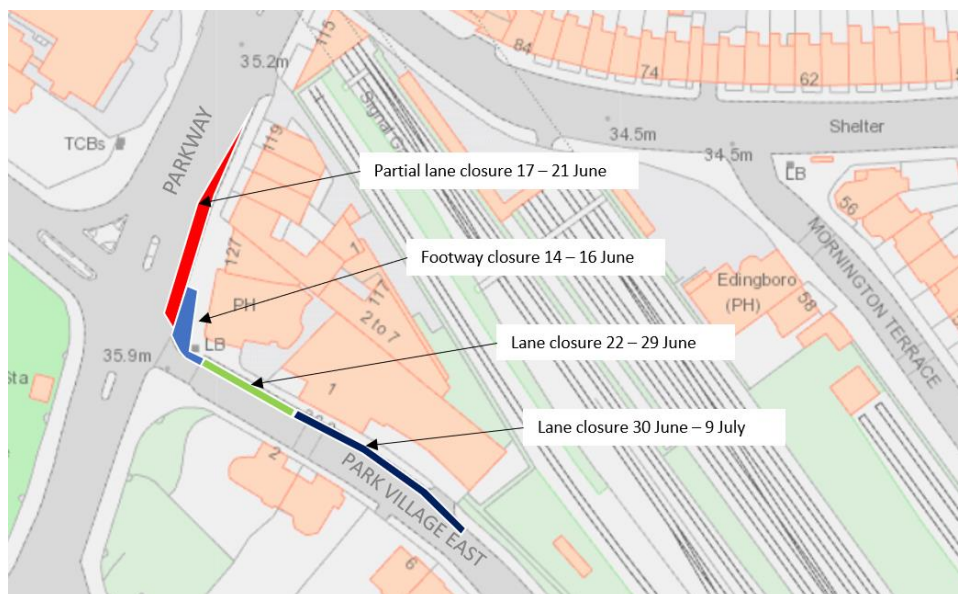 115
35.2m
84
74
62
Signal G
34.5m
Shelter
34.5m
TCBs
PARKWAY
119
LB
Partial lane closure 17 – 21 June
56
MORNINGTON TERRACE
127
1
Footway closure 14 – 16 June
117
Edingboro
(PH)
58
PH
2 to 7
LB
35.9m
Lane closure 22 – 29 June
Sta
1
Lane closure 30 June – 9 July
2
PARK VILLAGE EAST
6